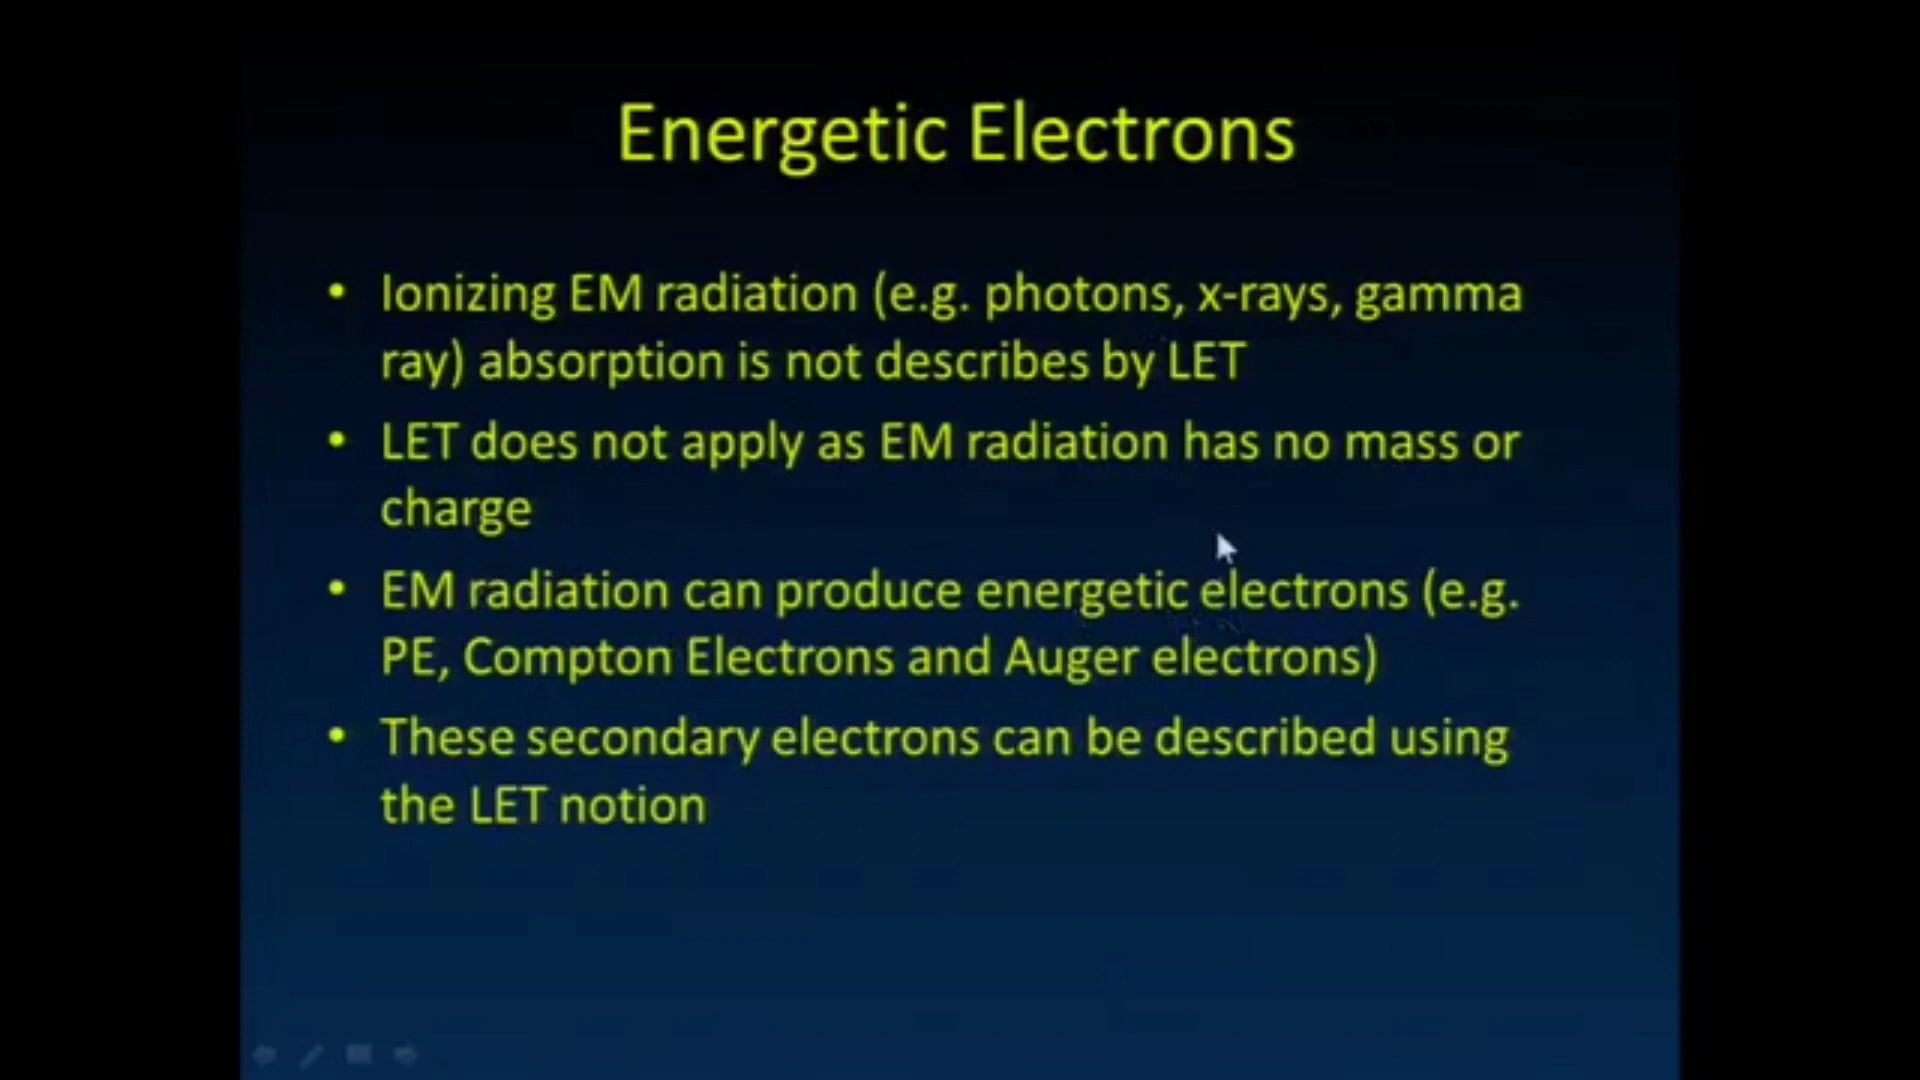 Energetic Electrons
• Ionizing EM radiation (e.g. photons, x-rays, gamma
ray) absorption is not describes by LET
• LET does not apply as EM radiation has no mass or
charge
• EM radiation can produce energetic electrons (e.g.
PE, Compton Electrons and Auger electrons)
• These secondary electrons can be described using
the LET notion